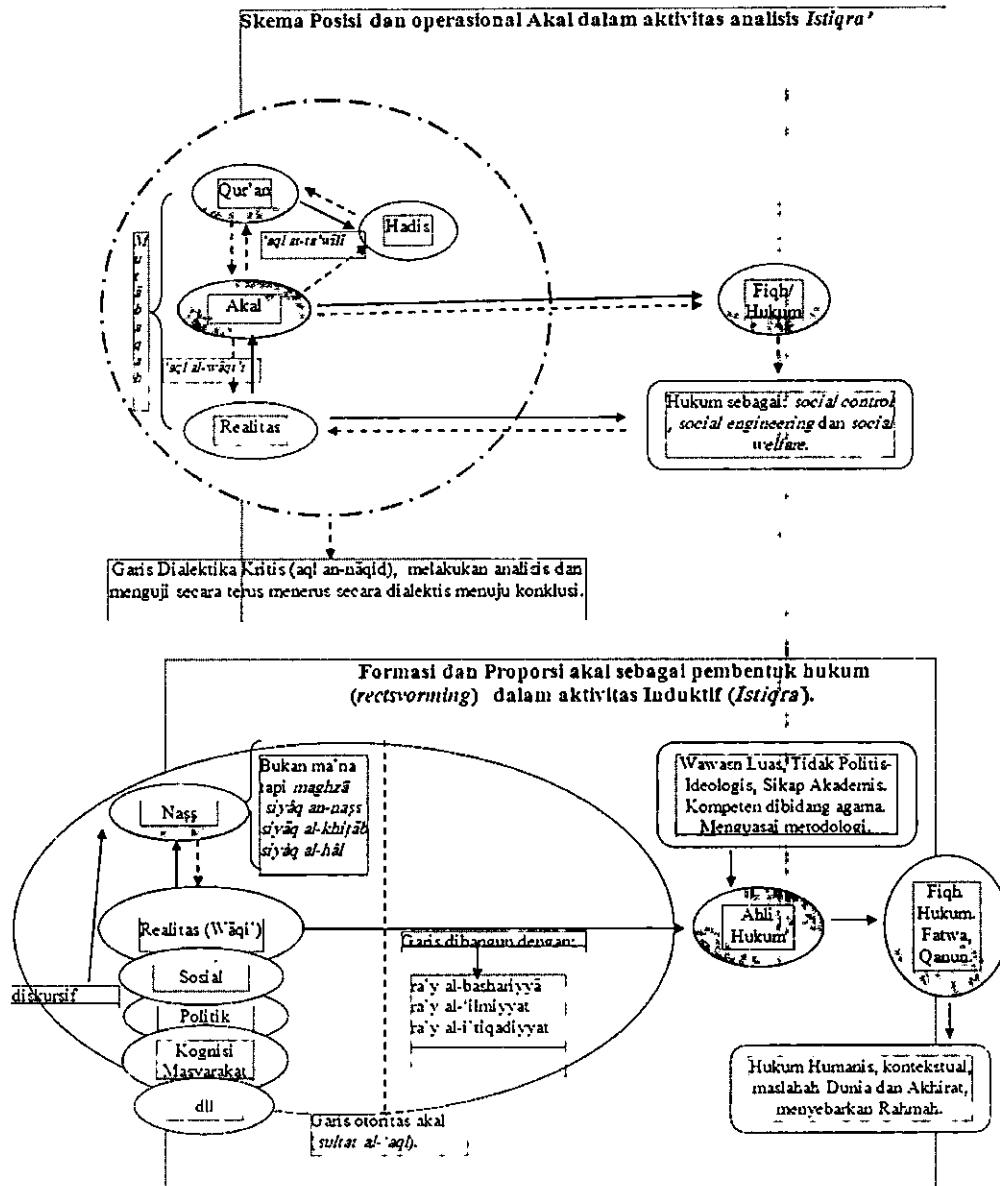 Skema Posisi dan operasional Akal dalam aktivitas analisis Istiqra'
Qur'an
Hadis
'aql at-ta'wīlī
Akal
'aql al-wāqi'i
Realitas
Fiqh/
Hukum
Hukum sebagai: social control
, social engineering dan social
welfare.
Garis Dialektika Kritis (aql an-nāqid), melakukan analisis dan
menguji secara terus menerus secara dialektis menuju konklusi.
Formasi dan Proporsi akal sebagai pembentuk hukum
(rectsvorming) dalam aktivitas Induktif (Istiqra').
Naṣṣ
Bukan ma'na
tapi maghzā
siyâq an-naṣṣ
siyāq al-khiṭâb
siyâq al-hâl
Wawasn Luas, Tidak Politis-
Ideologis, Sikap Akademis.
Kompeten dibidang agama.
Menguasai metodologi.
Realitas (Wāqi')
Sosial
diskursif
Politik
Kognisi
Masyarakat
dll
Garis dibangun dengan:
ra'y al-bashariyyā
ra'y al-'ilmiyyat
ra'y al-i'tiqadiyyat
Garis otoritas akal
(sultat al-'aql).
Ahli
Hukum
Fiqh
Hukum.
Fatwa,
Qanun.
Hukum Humanis, kontekstual,
maslahah Dunia dan Akhirat,
menyebarkan Rahmah.